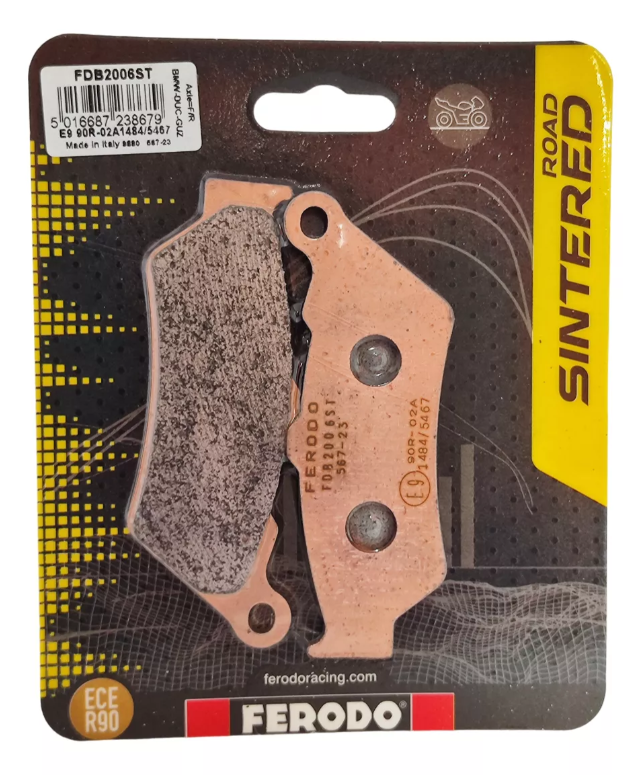 FDB2006ST
Axle=F/R
BMW-DUC-GUZ
5 016687 238679
E9 90R-02A1484/5467
Made in Italy 9890 567-23
ROAD
SINTERED
FERODO
FDB2006ST
567-23
E9
90R-02A
1484/5467
ferodoracing.com
ECE
R90
FERODO®